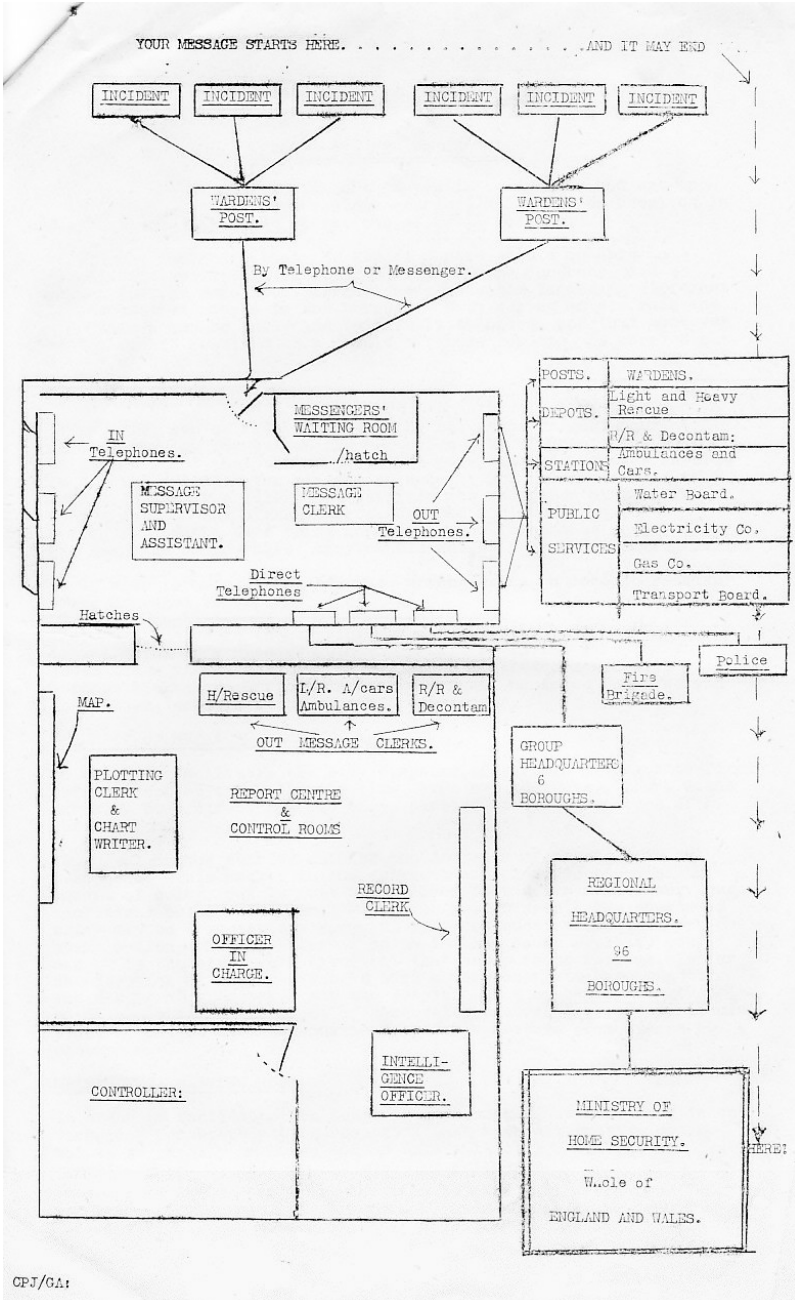 YOUR MESSAGE STARTS HERE. . . . . . . . . . . . . . . . .AND IT MAY END
INCIDENT INCIDENT INCIDENT INCIDENT INCIDENT INCIDENT
WARDENS'
POST.
WARDENS'
POST.
By Telephone or Messenger.
IN
Telephones.
MESSENGERS'
WAITING ROOM
/hatch
MESSAGE
SUPERVISOR
AND
ASSISTANT.
MESSAGE
CLERK
OUT
Telephones.
Direct
Telephones
POSTS. WARDENS.
DEPOTS. Light and Heavy
Rescue
R/R & Decontam:
STATIONS Ambulances and
Cars.
PUBLIC
SERVICES
Water Board.
Electricity Co.
Gas Co.
Transport Board.
Hatches
Police
Fire
Brigade.
H/Rescue
L/R. A/cars
Ambulances.
R/R &
Decontam
OUT MESSAGE CLERKS.
MAP.
PLOTTING
CLERK
&
CHART
WRITER.
REPORT CENTRE
&
CONTROL ROOMS
GROUP
HEADQUARTERS
6
BOROUGHS.
RECORD
CLERK
REGIONAL
HEADQUARTERS.
96
BOROUGHS.
OFFICER
IN
CHARGE.
INTELLI-
GENCE
OFFICER.
CONTROLLER:
MINISTRY OF
HOME SECURITY.
Whole of
ENGLAND AND WALES.
HERE!
CPJ/GA: